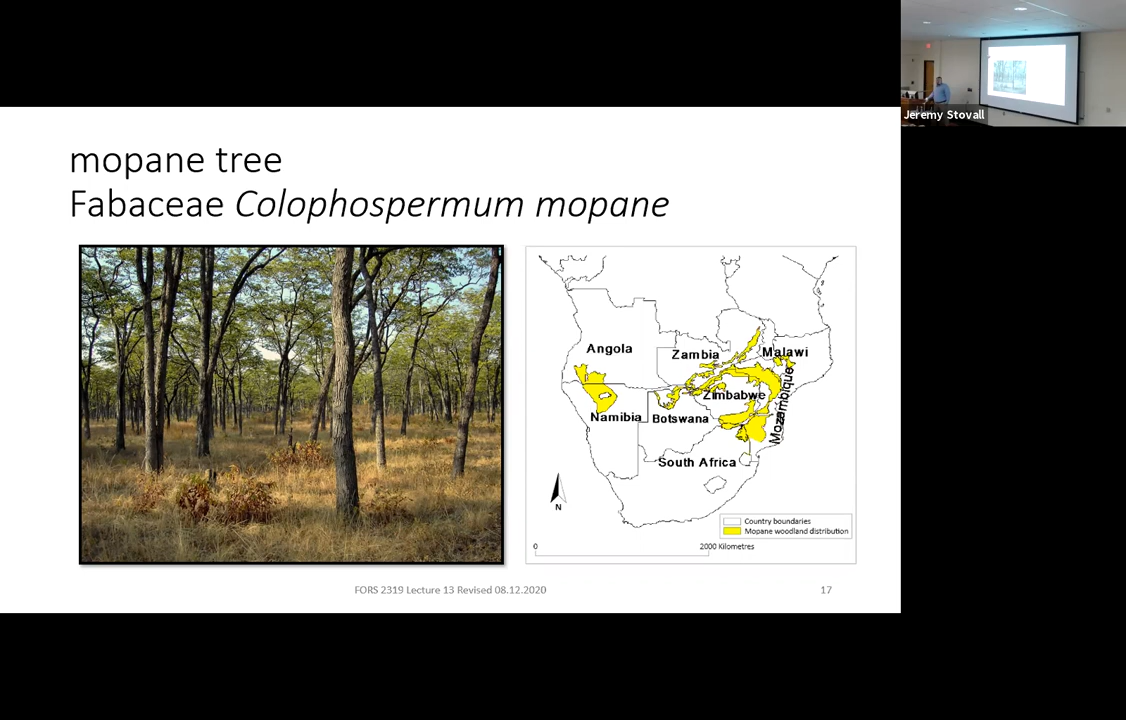 Jeremy Stovall
mopane tree
Fabaceae Colophospermum mopane
Angola
Zambia
Malawi
Mozambique
Zimbabwe
Namibia
Botswana
South Africa
N
Country boundaries
Mopane woodland distribution
0
2000 Kilometres
FORS 2319 Lecture 13 Revised 08.12.2020
17